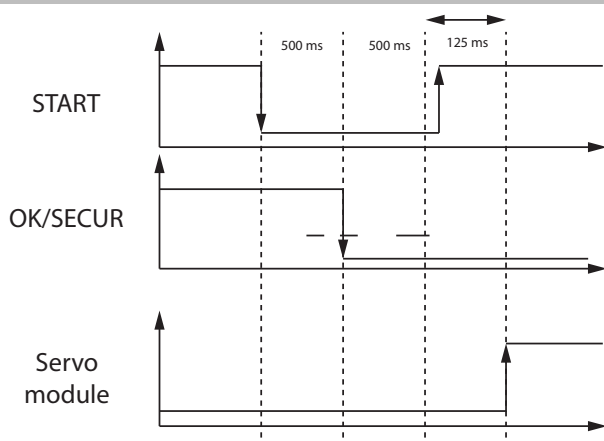 500 ms 500 ms 125 ms
START
OK/SECUR
Servo
module